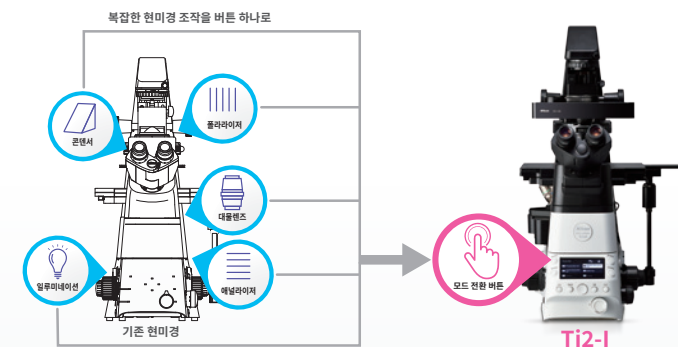 복잡한 현미경 조작을 버튼 하나로
콘덴서
폴라라이저
대물렌즈
일루미네이션
애널라이저
모드 전환 버튼
기존 현미경
Ti2-I